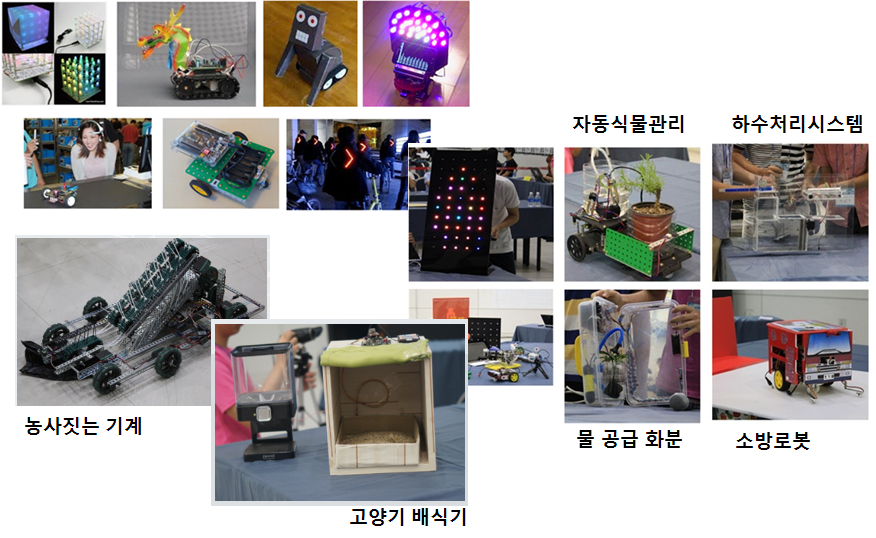 자동식물관리
하수처리시스템
농사짓는 기계
물 공급 화분
소방로봇
고양기 배식기